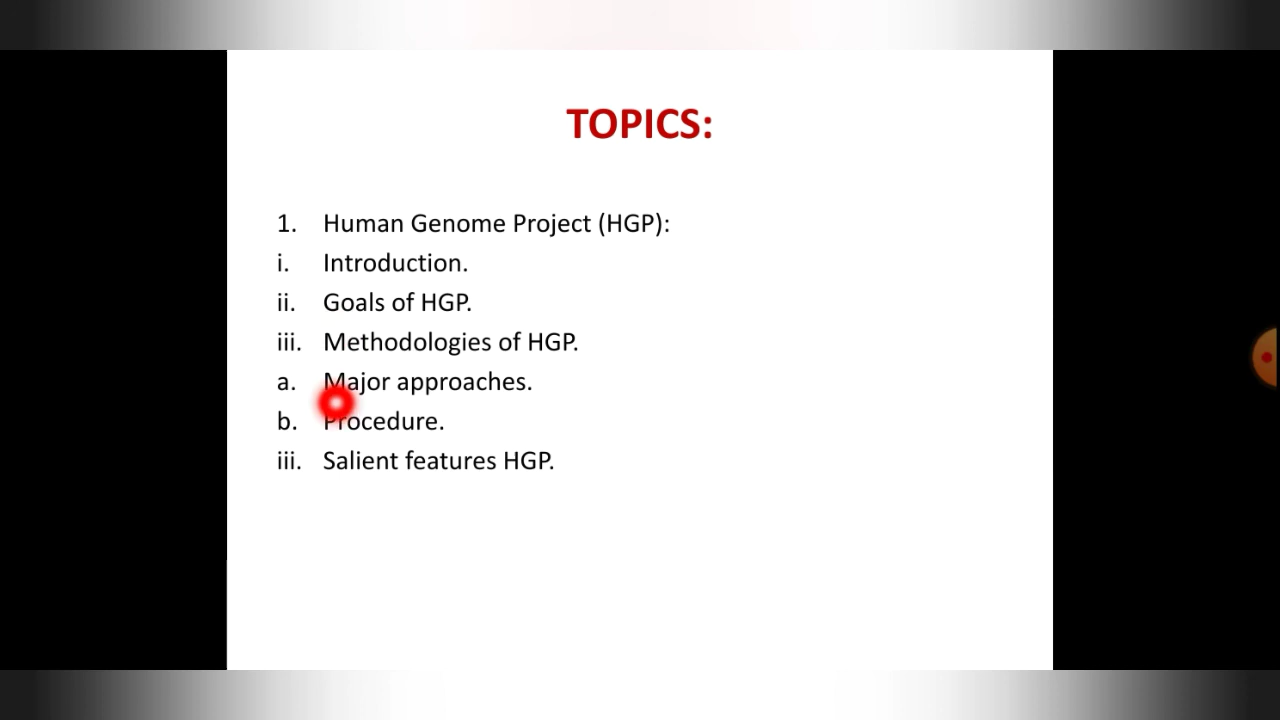 TOPICS:
1. Human Genome Project (HGP):
i. Introduction.
ii. Goals of HGP.
iii. Methodologies of HGP.
a. Major approaches.
b. Procedure.
iii. Salient features HGP.